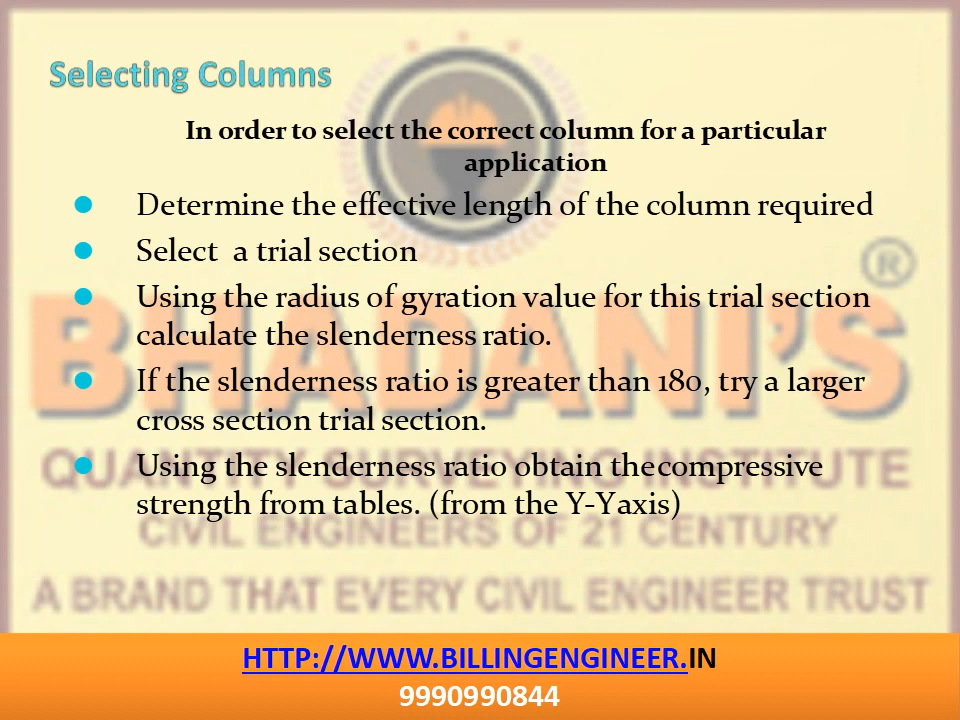 Selecting Columns
In order to select the correct column for a particular
application
Determine the effective length of the column required
Select a trial section
®
Using the radius of gyration value for this trial section
calculate the slenderness ratio.
BHADANI'S
If the slenderness ratio is greater than 180, try a larger
cross section trial section.
QUANTITY SURVEYING INSTITUTE
Using the slenderness ratio obtain thecompressive
strength from tables. (from the Y-Yaxis)
CIVIL ENGINEERS OF 21 CENTURY
A BRAND THAT EVERY CIVIL ENGINEER TRUST
HTTP://WWW.BILLINGENGINEER.IN
9990990844